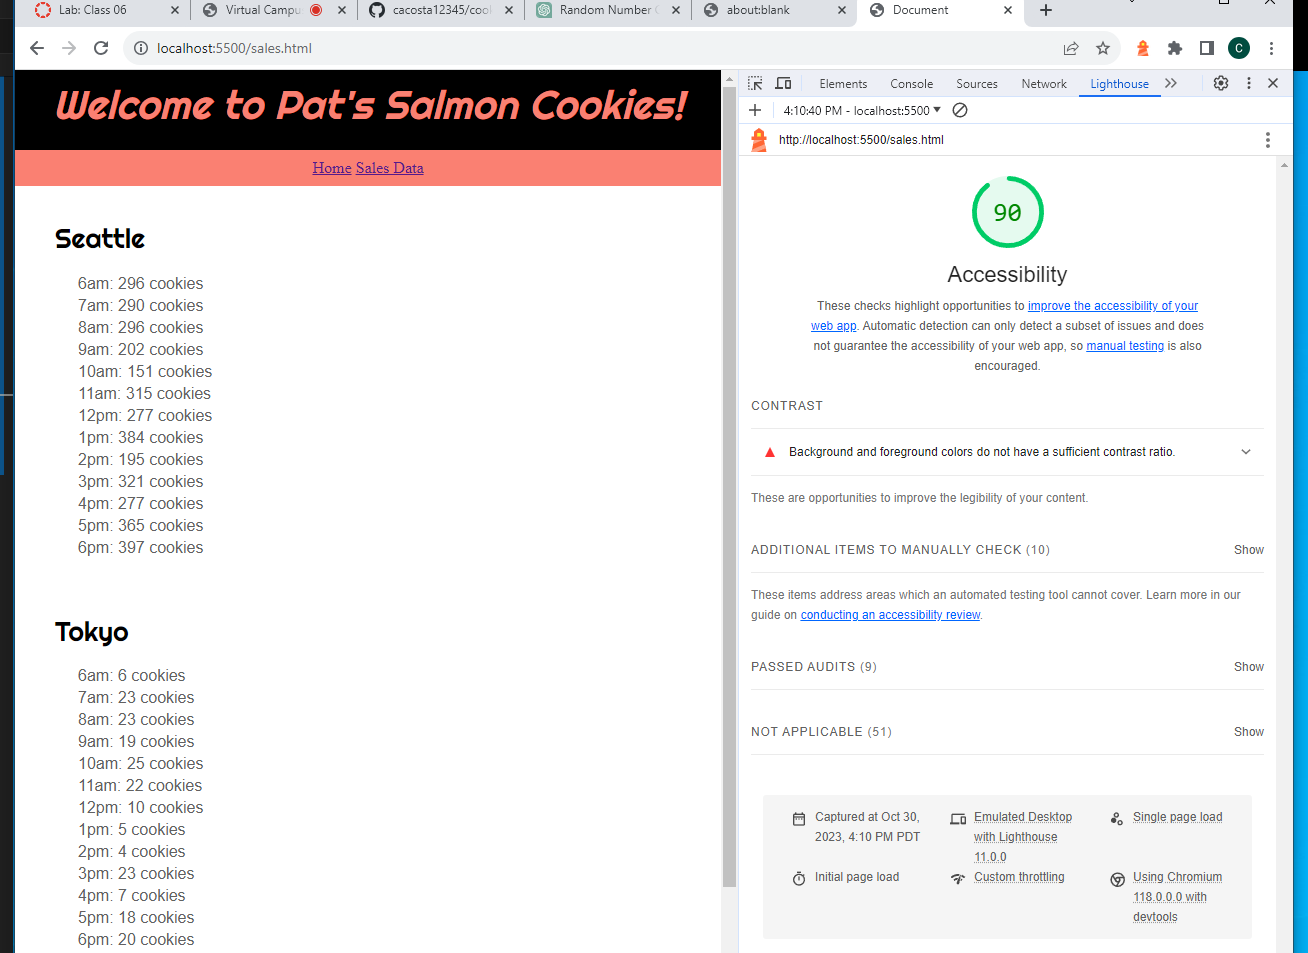 Lab: Class 06
Virtual Campu
cacosta12345/cook
Random Number G
about:blank
Document
localhost:5500/sales.html
C
Welcome to Pat's Salmon Cookies!
Home Sales Data
Seattle
6am: 296 cookies
7am: 290 cookies
8am: 296 cookies
9am: 202 cookies
10am: 151 cookies
11am: 315 cookies
12pm: 277 cookies
1pm: 384 cookies
2pm: 195 cookies
3pm: 321 cookies
4pm: 277 cookies
5pm: 365 cookies
6pm: 397 cookies
Tokyo
6am: 6 cookies
7am: 23 cookies
8am: 23 cookies
9am: 19 cookies
10am: 25 cookies
11am: 22 cookies
12pm: 10 cookies
1pm: 5 cookies
2pm: 4 cookies
3pm: 23 cookies
4pm: 7 cookies
5pm: 18 cookies
6pm: 20 cookies
Elements Console Sources Network Lighthouse
4:10:40 PM - localhost:5500
http://localhost:5500/sales.html
90
Accessibility
These checks highlight opportunities to improve the accessibility of your
web app. Automatic detection can only detect a subset of issues and does
not guarantee the accessibility of your web app, so manual testing is also
encouraged.
CONTRAST
Background and foreground colors do not have a sufficient contrast ratio.
These are opportunities to improve the legibility of your content.
ADDITIONAL ITEMS TO MANUALLY CHECK (10) Show
These items address areas which an automated testing tool cannot cover. Learn more in our
guide on conducting an accessibility review.
PASSED AUDITS (9) Show
NOT APPLICABLE (51) Show
Captured at Oct 30,
2023, 4:10 PM PDT
Emulated Desktop
with Lighthouse
11.0.0
Single page load
Initial page load
Custom throttling
Using Chromium
118.0.0.0 with
devtools